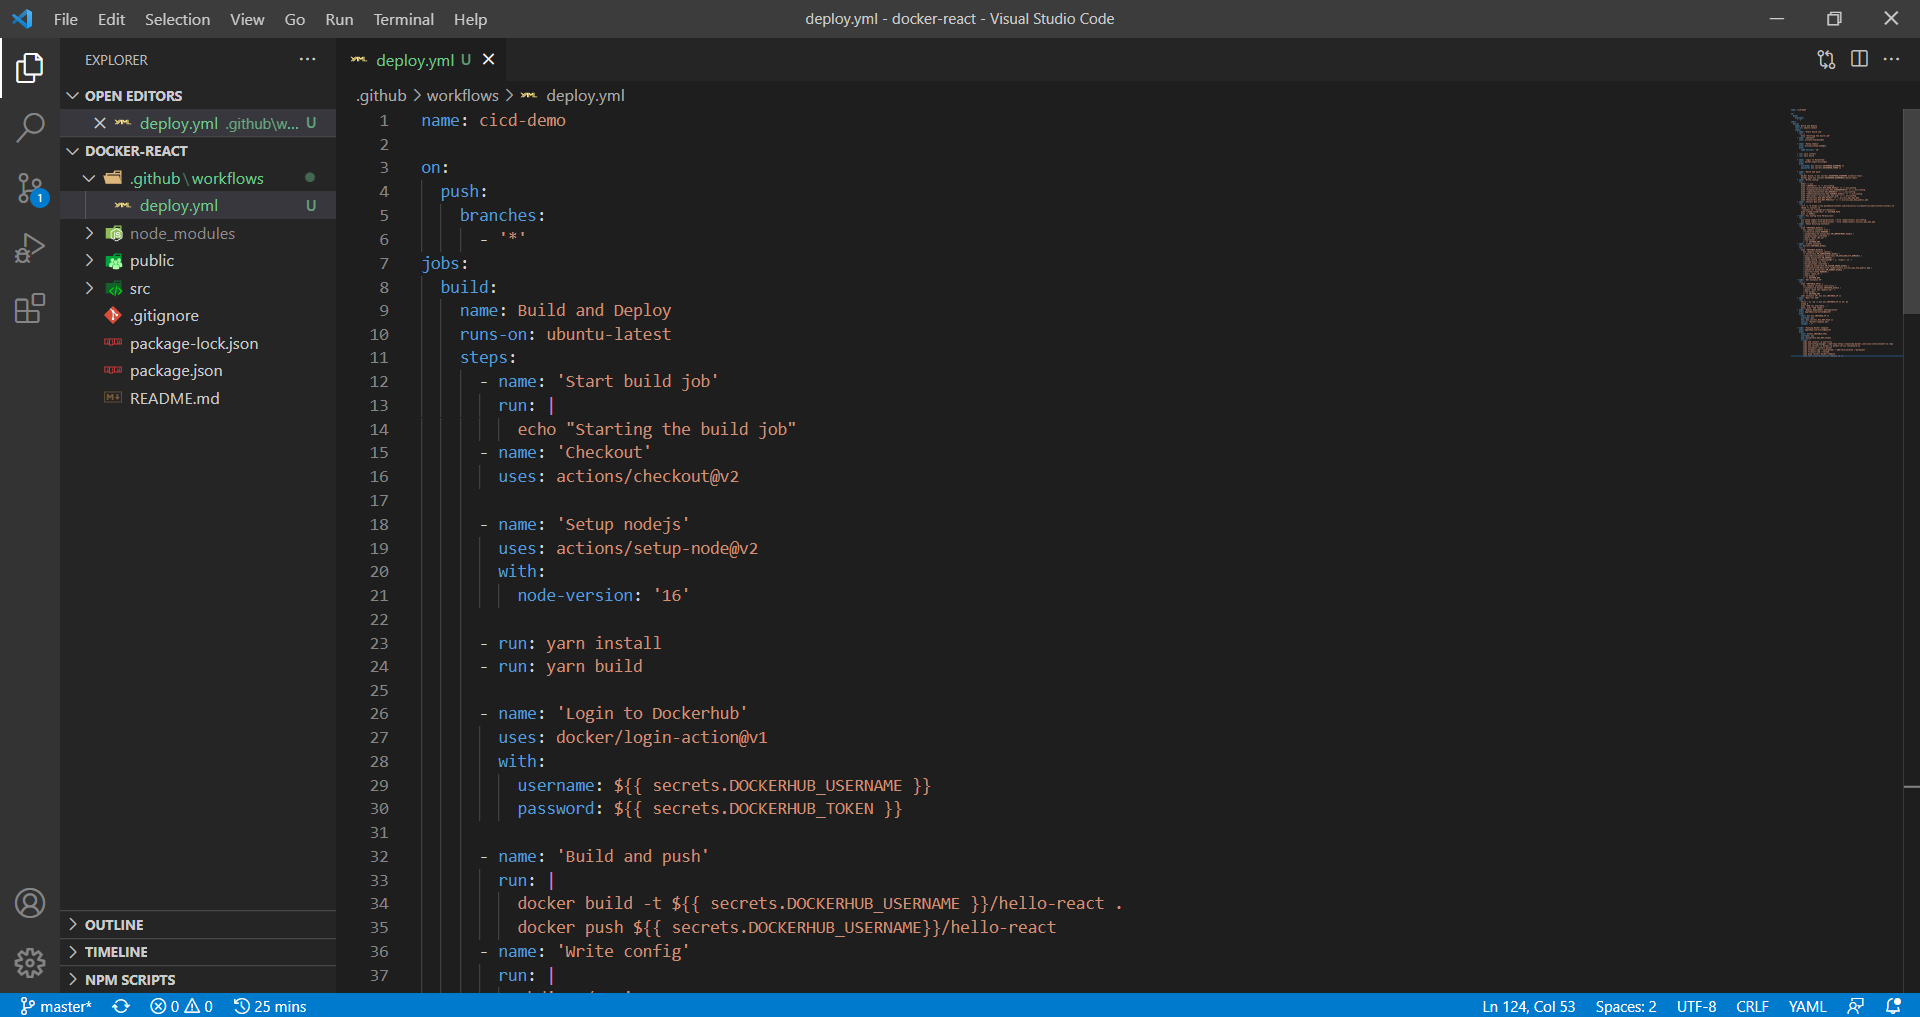 File Edit Selection View Go Run Terminal Help
deploy.yml - docker-react - Visual Studio Code
EXPLORER
OPEN EDITORS
deploy.yml .github\w... U
DOCKER-REACT
.github\workflows
deploy.yml U
node_modules
public
src
.gitignore
package-lock.json
package.json
README.md
OUTLINE
TIMELINE
NPM SCRIPTS
1
deploy.yml U
.github > workflows > deploy.yml
1 name: cicd-demo
2
3 on:
4 push:
5 branches:
6 - '*'
7 jobs:
8 build:
9 name: Build and Deploy
10 runs-on: ubuntu-latest
11 steps:
12 - name: 'Start build job'
13 run: |
14 echo "Starting the build job"
15 - name: 'Checkout'
16 uses: actions/checkout@v2
17
18 - name: 'Setup nodejs'
19 uses: actions/setup-node@v2
20 with:
21 node-version: '16'
22
23 - run: yarn install
24 - run: yarn build
25
26 - name: 'Login to Dockerhub'
27 uses: docker/login-action@v1
28 with:
29 username: ${{ secrets.DOCKERHUB_USERNAME }}
30 password: ${{ secrets.DOCKERHUB_TOKEN }}
31
32 - name: 'Build and push'
33 run: |
34 docker build -t ${{ secrets.DOCKERHUB_USERNAME }}/hello-react .
35 docker push ${{ secrets.DOCKERHUB_USERNAME}}/hello-react
36 - name: 'Write config'
37 run: |
master* 0 0 25 mins
Ln 124, Col 53 Spaces: 2 UTF-8 CRLF YAML